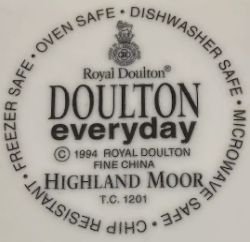 FREEZER SAFE • OVEN SAFE • DISHWASHER SAFE • MICROWAVE SAFE • CHIP RESISTANT •
Royal Doulton®
DOULTON
everyday
© 1994 ROYAL DOULTON
FINE CHINA
HIGHLAND MOOR
T.C. 1201